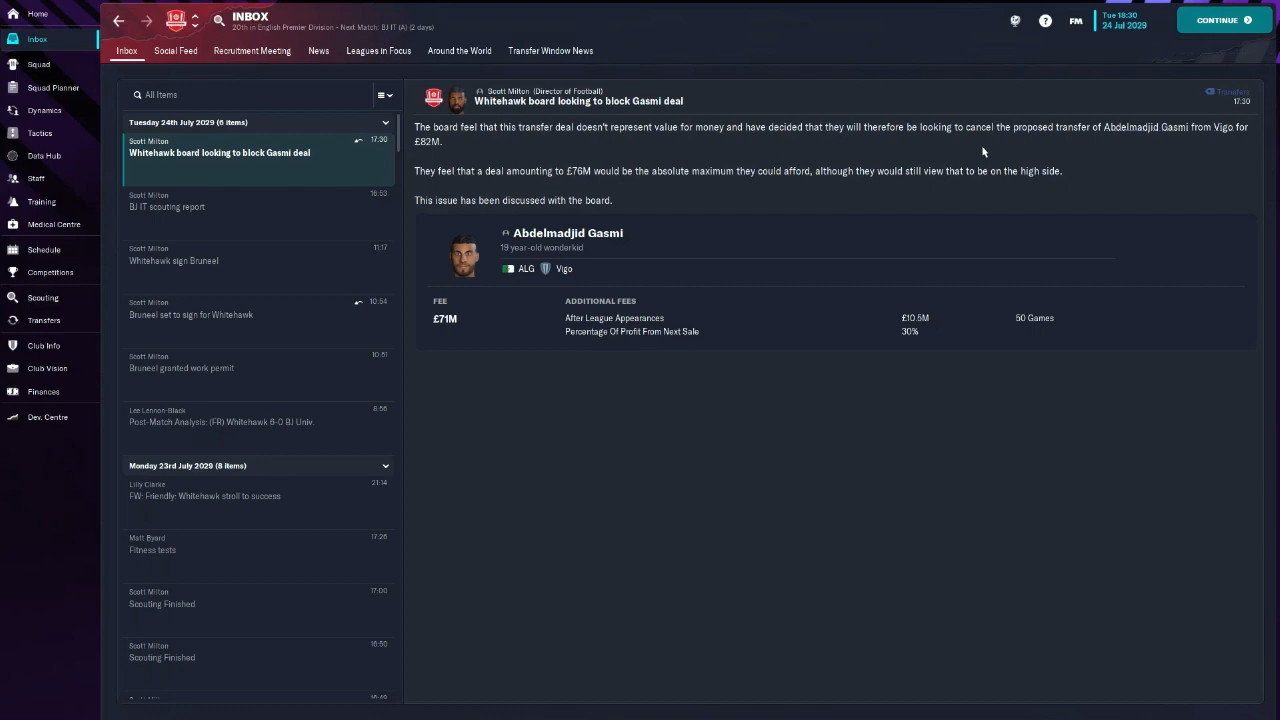 Home
Inbox
Squad
Squad Planner
Dynamics
Tactics
Data Hub
Staff
Training
Medical Centre
Schedule
Competitions
Scouting
Transfers
Club Info
Club Vision
Finances
Dev. Centre
INBOX
20th in English Premier Division - Next Match: BJ IT (A) (2 days)
FM
Tue 18:30
24 Jul 2029
CONTINUE
Inbox
Social Feed
Recruitment Meeting
News
Leagues in Focus
Around the World
Transfer Window News
All Items
Tuesday 24th July 2029 (6 items)
Scott Milton 17:30
Whitehawk board looking to block Gasmi deal
Scott Milton 16:53
BJ IT scouting report
Scott Milton 11:17
Whitehawk sign Bruneel
Scott Milton 10:54
Bruneel set to sign for Whitehawk
Scott Milton 10:51
Bruneel granted work permit
Lee Lennon-Black 8:56
Post-Match Analysis: (FR) Whitehawk 6-0 BJ Univ.
Monday 23rd July 2029 (8 items)
Lilly Clarke 21:14
FW: Friendly: Whitehawk stroll to success
Matt Byard 17:26
Fitness tests
Scott Milton 17:00
Scouting Finished
Scott Milton 16:50
Scouting Finished
16:49
Scott Milton (Director of Football)
Whitehawk board looking to block Gasmi deal
Transfers
17:30
The board feel that this transfer deal doesn't represent value for money and have decided that they will therefore be looking to cancel the proposed transfer of Abdelmadjid Gasmi from Vigo for
£82M.
They feel that a deal amounting to £76M would be the absolute maximum they could afford, although they would still view that to be on the high side.
This issue has been discussed with the board.
Abdelmadjid Gasmi
19 year-old wonderkid
ALG Vigo
FEE
£71M
ADDITIONAL FEES
After League Appearances £10.5M 50 Games
Percentage Of Profit From Next Sale 30%